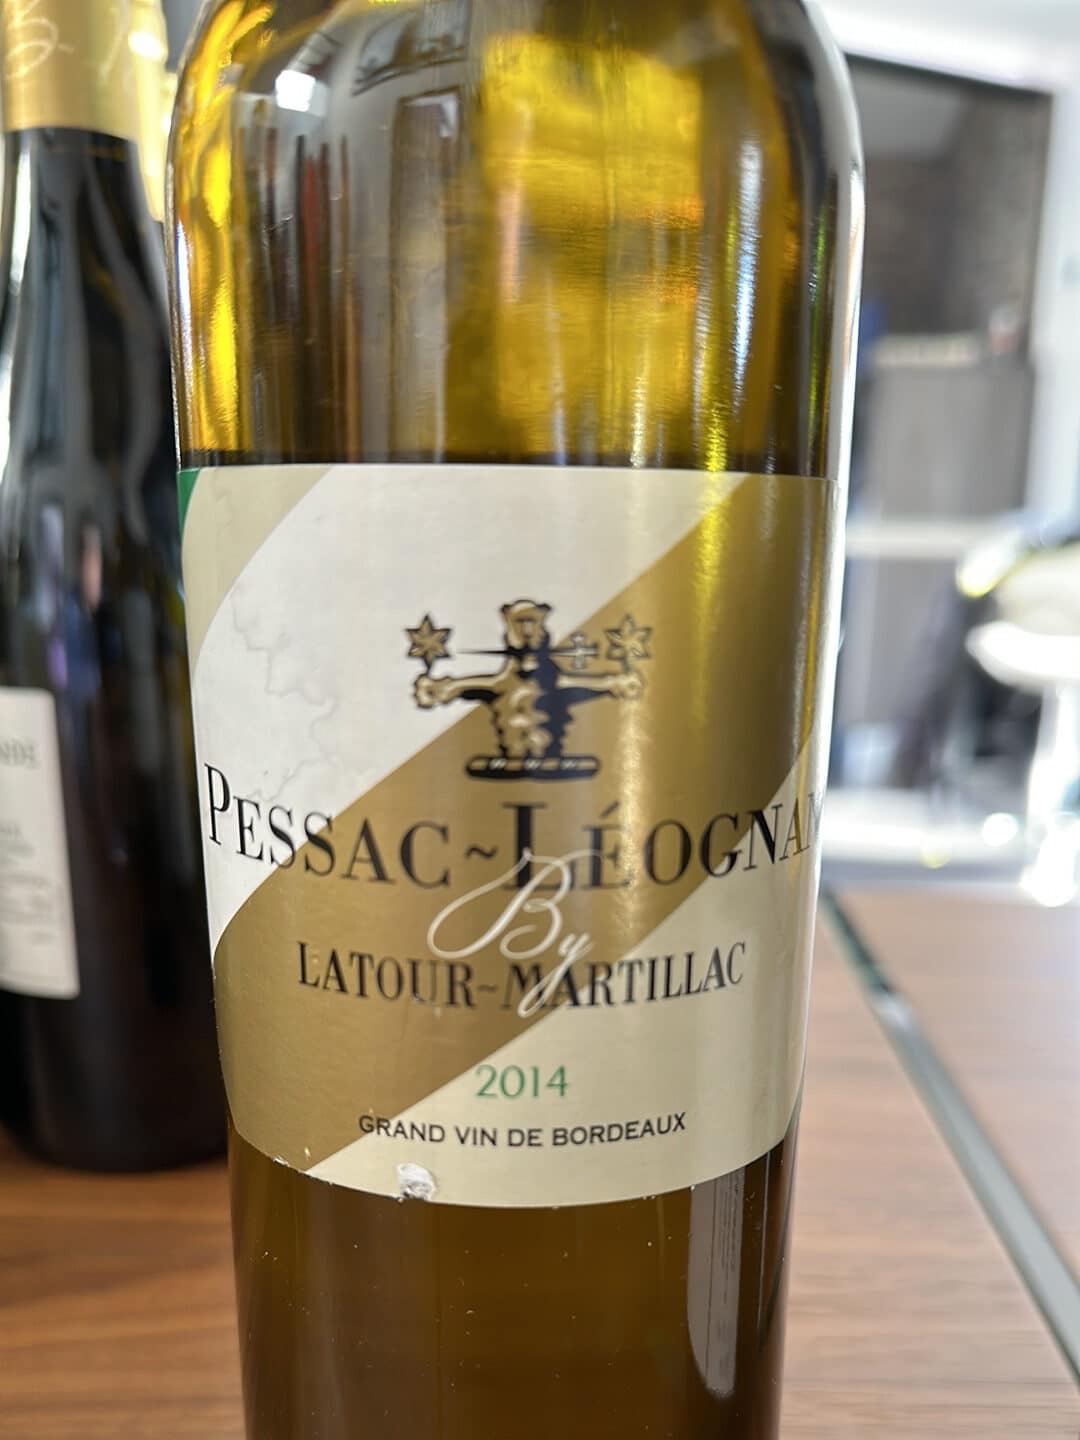 PESSAC~LÉOGNAN
By
LATOUR~MARTILLAC
2014
GRAND VIN DE BORDEAUX